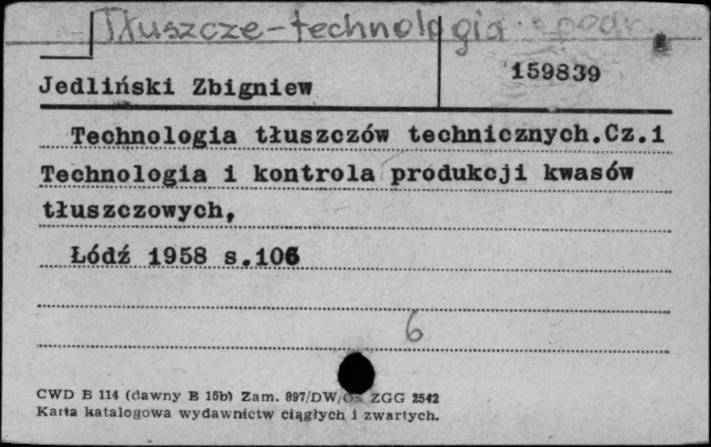 Tłuszcze-technologia - podr.
Jedliński Zbigniew
159839
Technologia tłuszczów technicznych.Cz.1
Technologia i kontrola produkcji kwasów
tłuszczowych,
Łódź 1958 s.106
6
CWD B 114 (dawny B 15b) Zam. 897/DW/ ZGG 2542
Karta katalogowa wydawnictw ciągłych i zwartych.